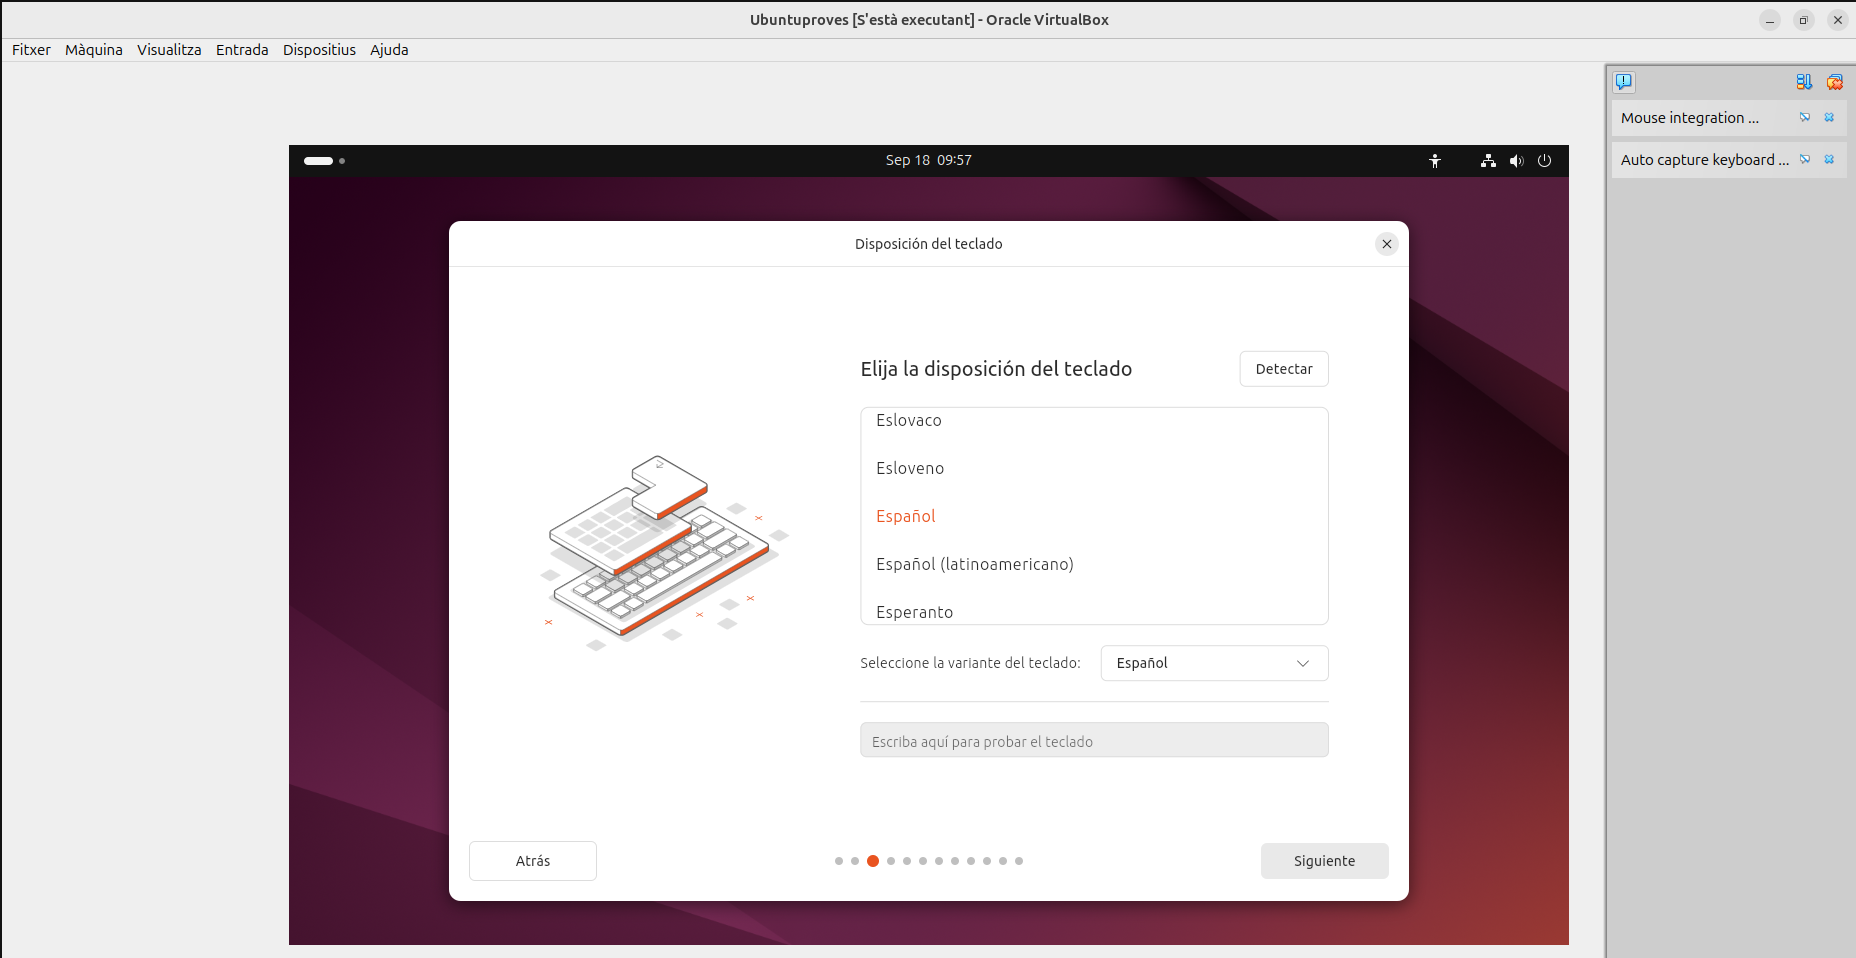 Ubuntuproves [S'està executant] - Oracle VirtualBox
Fitxer Màquina Visualitza Entrada Dispositius Ajuda
Mouse integration ...
Auto capture keyboard ...
Sep 18 09:57
Disposición del teclado
Elija la disposición del teclado
Detectar
Eslovaco
Esloveno
Español
Español (latinoamericano)
Esperanto
Seleccione la variante del teclado:
Español
Escriba aquí para probar el teclado
Atrás
Siguiente